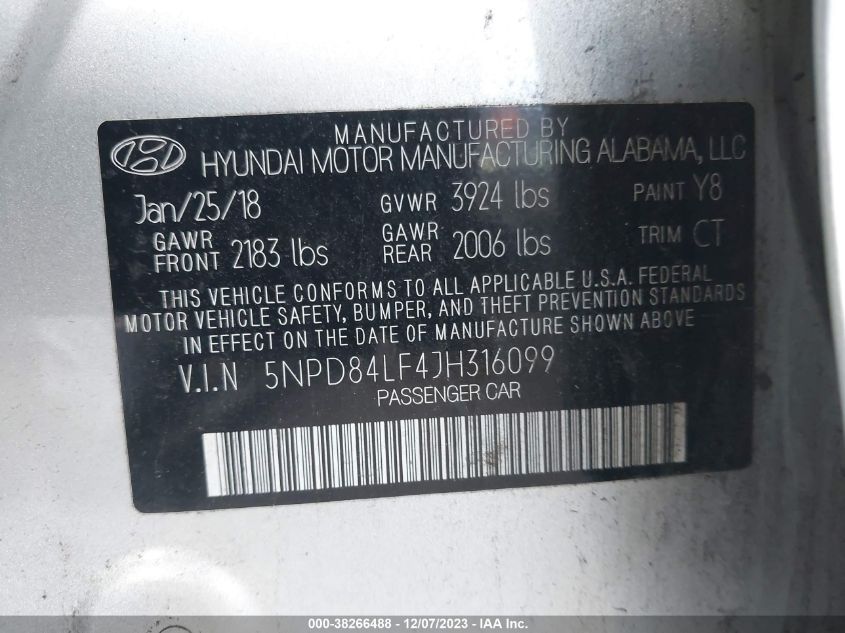 MANUFACTURED BY
HYUNDAI MOTOR MANUFACTURING ALABAMA, LLC
Jan/25/18 GVWR 3924 lbs PAINT Y8
GAWR FRONT 2183 lbs GAWR REAR 2006 lbs TRIM CT
THIS VEHICLE CONFORMS TO ALL APPLICABLE U.S.A. FEDERAL
MOTOR VEHICLE SAFETY, BUMPER, AND THEFT PREVENTION STANDARDS
IN EFFECT ON THE DATE OF MANUFACTURE SHOWN ABOVE
V.I.N 5NPD84LF4JH316099
PASSENGER CAR
000-38266488 - 12/07/2023 - IAA Inc.